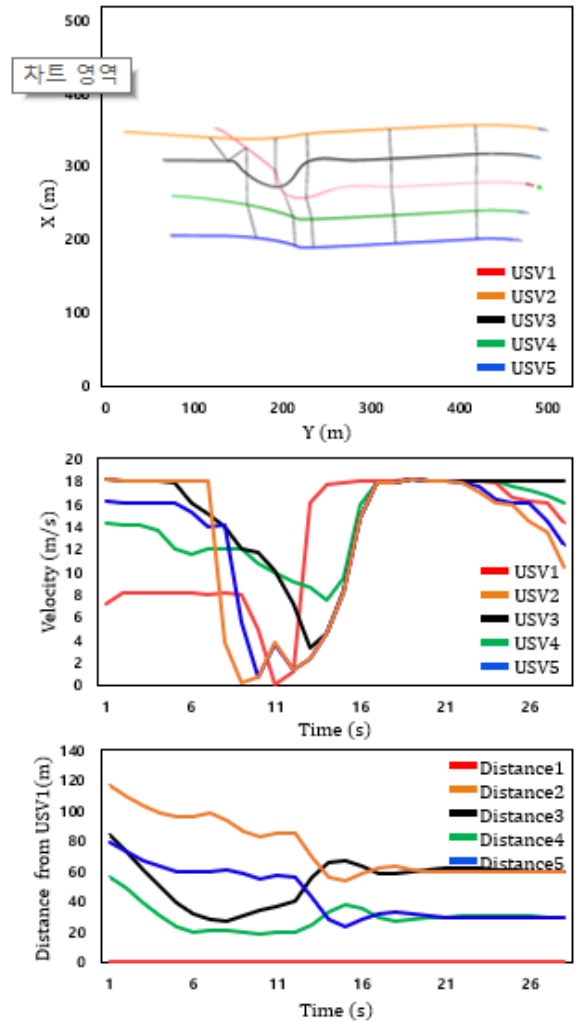 500
차트 영역
400
300
200
100
0
X (m)
0 100 200 300 400 500
Y (m)
USV1
USV2
USV3
USV4
USV5
20
18
16
14
12
10
8
6
4
2
0
Velocity (m/s)
1 6 11 16 21 26
Time (s)
USV1
USV2
USV3
USV4
USV5
140
120
100
80
60
40
20
0
Distance from USV1(m)
1 6 11 16 21 26
Time (s)
Distance1
Distance2
Distance3
Distance4
Distance5